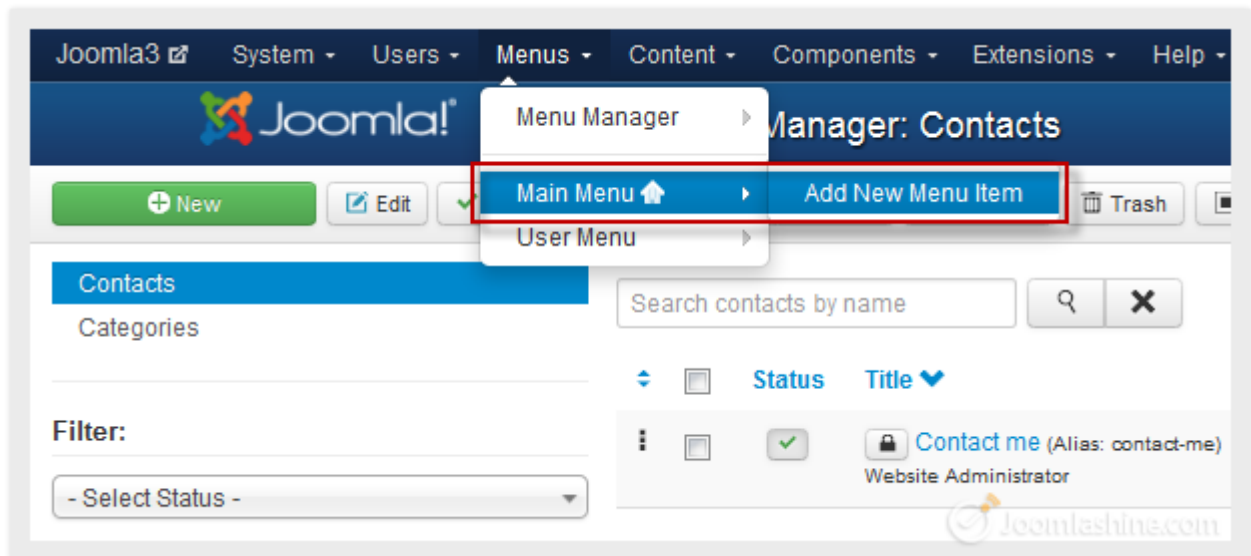 Joomla3 System Users Menus Content Components Extensions Help
Joomla!® Manager: Contacts
Menu Manager
New Edit Main Menu Add New Menu Item Trash
User Menu
Contacts
Categories
Search contacts by name
Status Title
Filter:
Contact me (Alias: contact-me)
Website Administrator
- Select Status -
Joomlashine.com